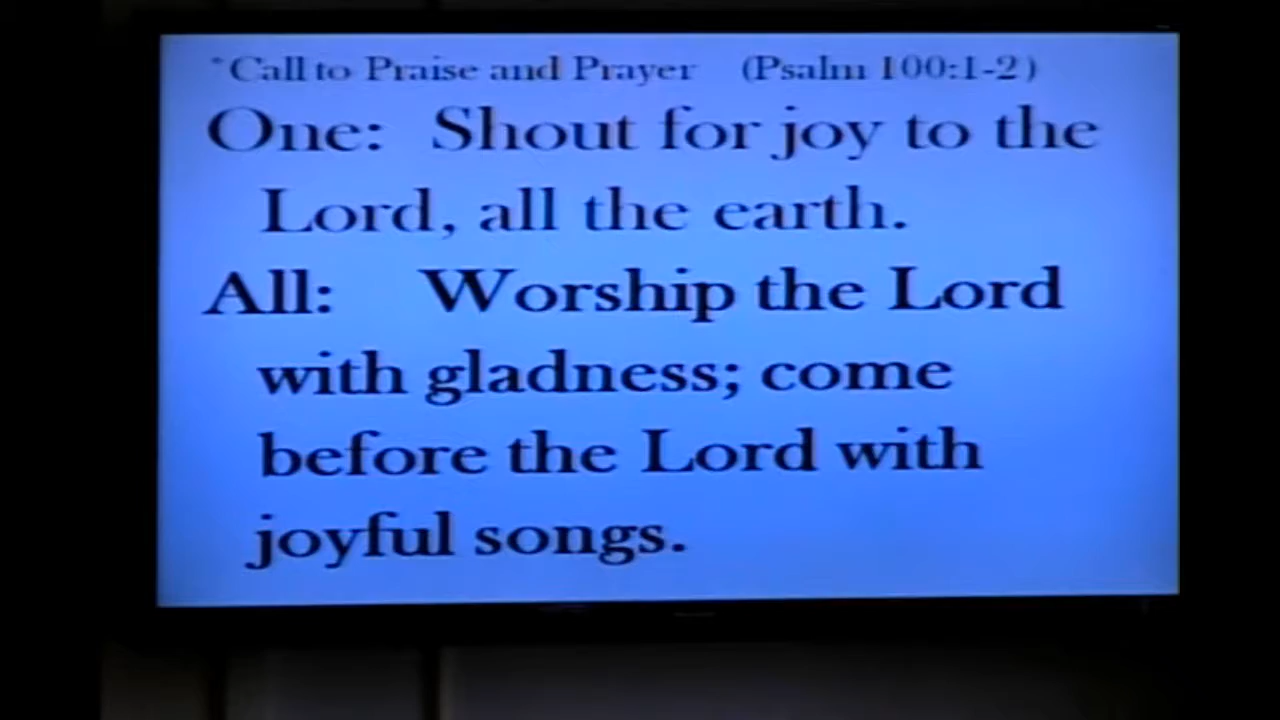 *Call to Praise and Prayer (Psalm 100:1-2)
One: Shout for joy to the
Lord, all the earth.
All: Worship the Lord
with gladness; come
before the Lord with
joyful songs.